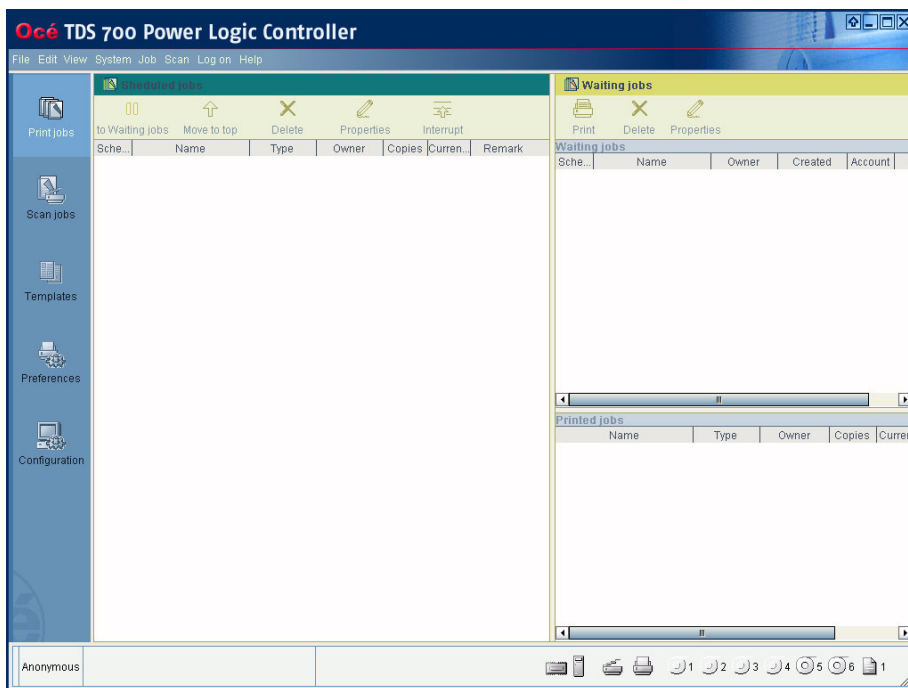 Océ TDS 700 Power Logic Controller
File Edit View System Job Scan Log on Help
Print jobs
Scan jobs
Templates
Preferences
Configuration
Sheduled jobs
to Waiting jobs Move to top Delete Properties Interrupt
Sche... Name Type Owner Copies Curren... Remark
Waiting jobs
Print Delete Properties
Waiting jobs
Sche... Name Owner Created Account
Printed jobs
Name Type Owner Copies Curren
Anonymous
1 2 3 4 5 6 1